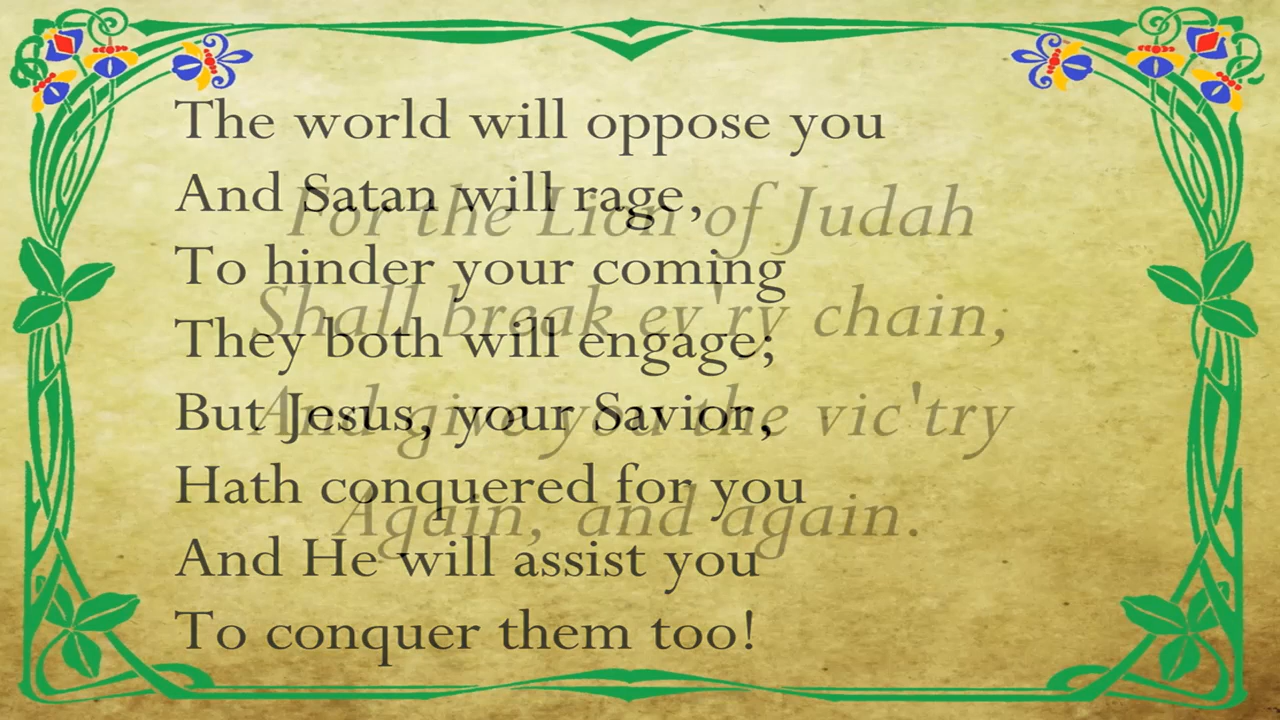 The world will oppose you
And Satan will rage,
To hinder your coming
They both will engage;
But Jesus, your Savior,
Hath conquered for you
And He will assist you
To conquer them too!
For the Lion of Judah
Shall break ev'ry chain,
And give you the vic'try
Again, and again.